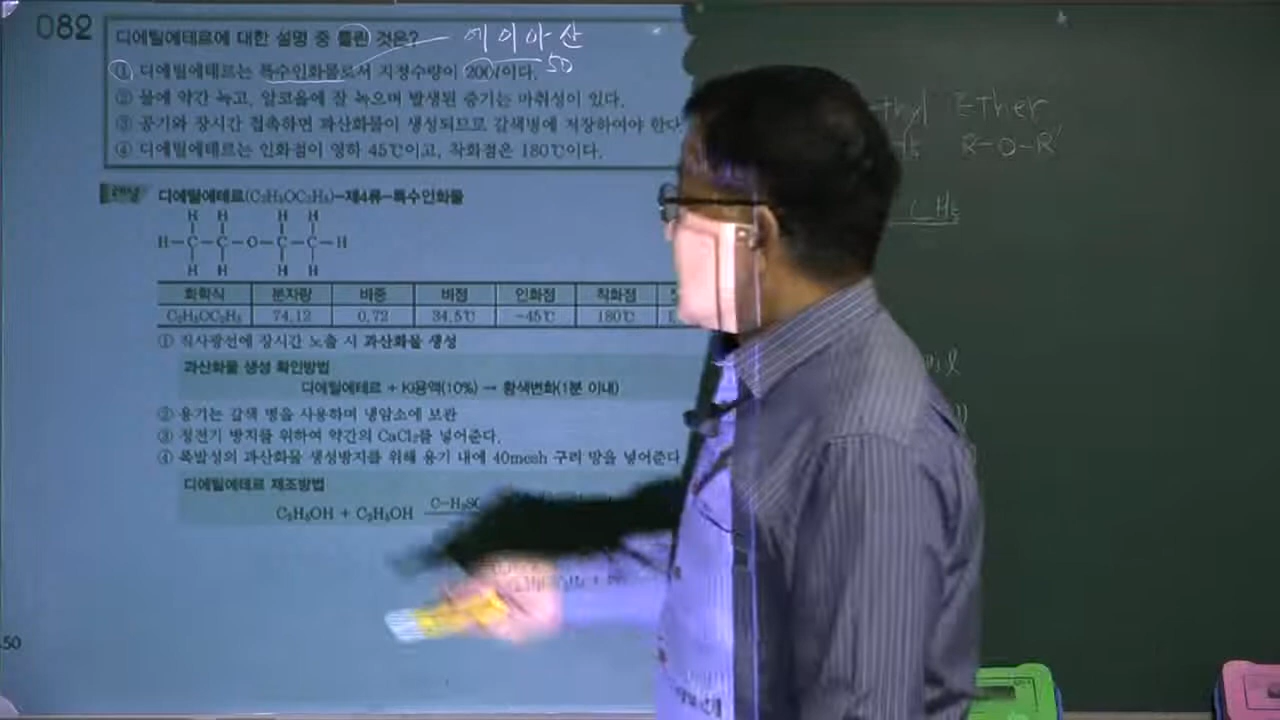 082
디에틸에테르에 대한 설명 중 틀린 것은?
에 이 아 산
50
① 디에틸에테르는 특수인화물로서 지정수량이 200ℓ이다.
② 물에 약간 녹고, 알코올에 잘 녹으며 발생된 증기는 마취성이 있다.
③ 공기와 장시간 접촉하면 과산화물이 생성되므로 갈색병에 저장하여야 한다
④ 디에틸에테르는 인화점이 영하 45℃이고, 착화점은 180℃이다.
해설 디에틸에테르(C₂H₅OC₂H₅)-제4류-특수인화물
H H H H
H-C-C-O-C-C-H
H H H H
화학식 분자량 비중 비점 인화점 착화점
C₂H₅OC₂H₅ 74.12 0.72 34.5℃ -45℃ 180℃
① 직사광선에 장시간 노출 시 과산화물 생성
과산화물 생성 확인방법
디에틸에테르 + KI용액(10%) → 황색변화(1분 이내)
② 용기는 갈색 병을 사용하며 냉암소에 보관
③ 정전기 방지를 위하여 약간의 CaCl₂를 넣어준다.
④ 폭발성의 과산화물 생성방지를 위해 용기 내에 40mesh 구리 망을 넣어준다
디에틸에테르 제조방법
C₂H₅OH + C₂H₅OH C-H₂SO
50
thyl Ether
R-O-R'
CH₅